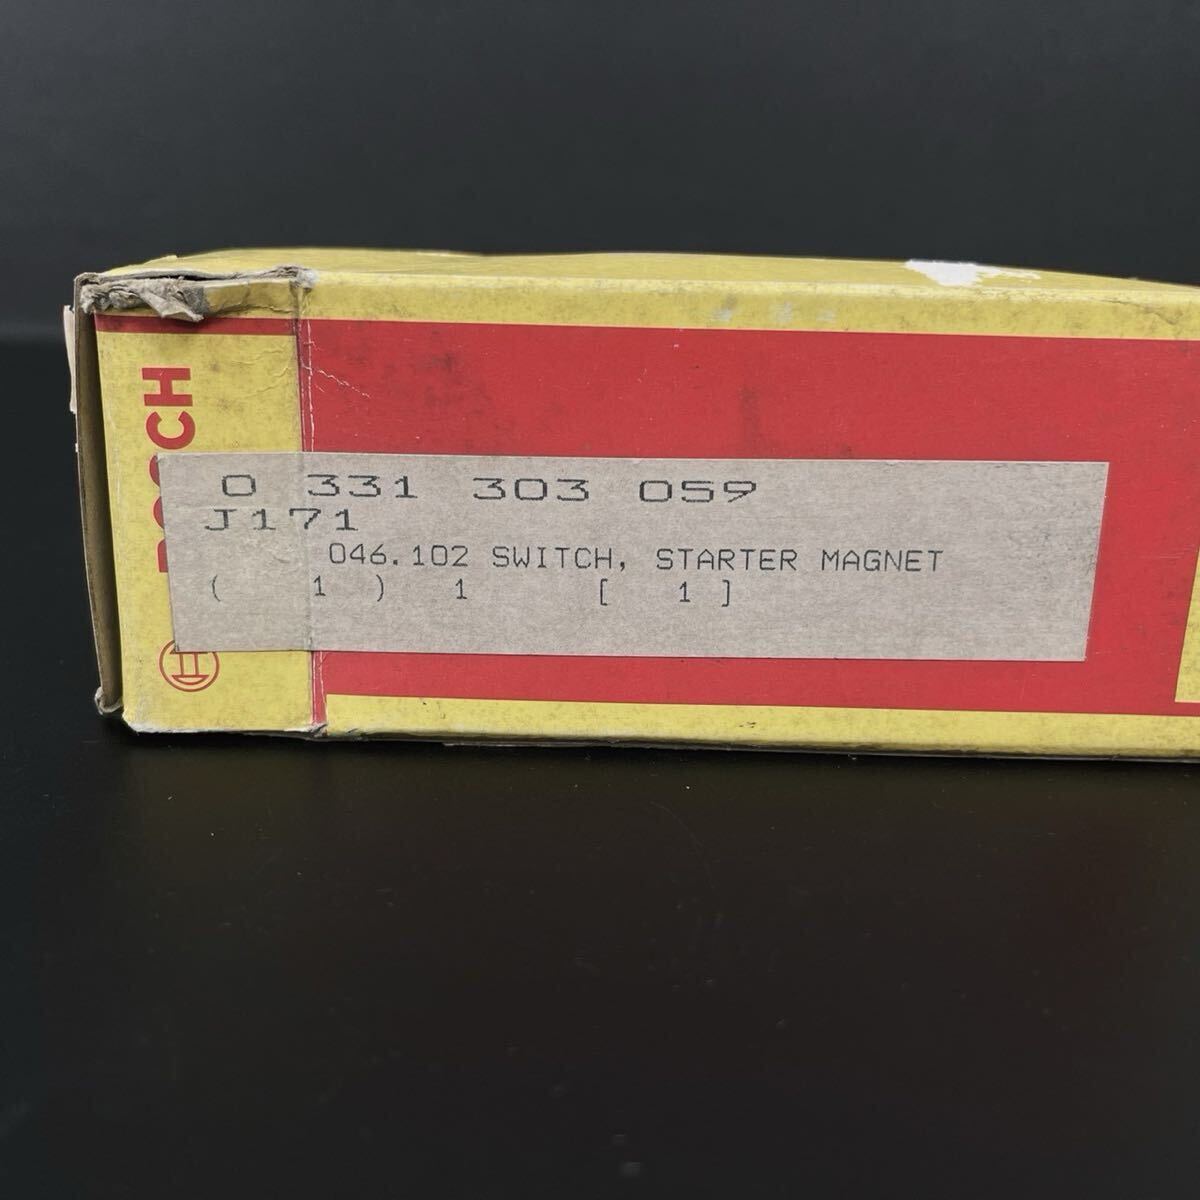 BOSCH
0 331 303 059
J171
046.102 SWITCH, STARTER MAGNET
( 1 ) 1 [ 1 ]